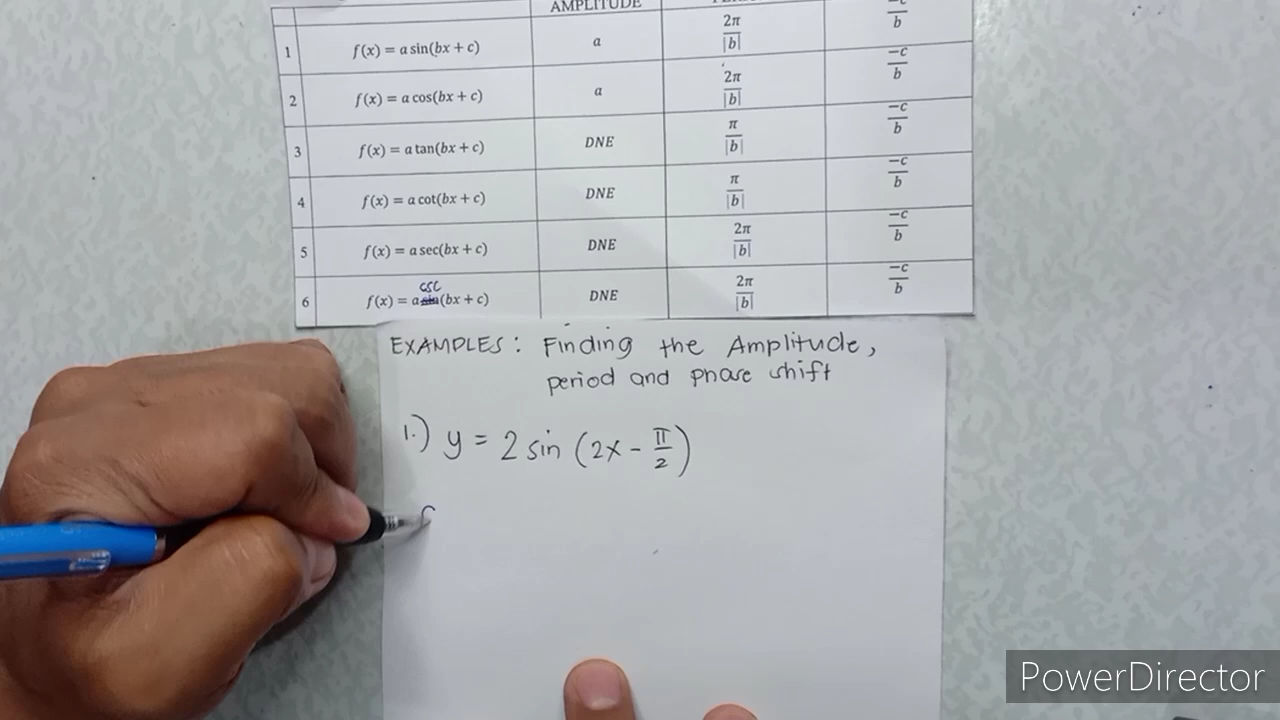 AMPLITUDE
1 f(x) = a sin(bx + c) a 2π/|b| -c/b
2 f(x) = a cos(bx + c) a 2π/|b| -c/b
3 f(x) = a tan(bx + c) DNE π/|b| -c/b
4 f(x) = a cot(bx + c) DNE π/|b| -c/b
5 f(x) = a sec(bx + c) DNE 2π/|b| -c/b
csc
6 f(x) = a sin(bx + c) DNE 2π/|b| -c/b
EXAMPLES: Finding the Amplitude,
period and phase shift
1.) y = 2 sin (2x - π/2)
PowerDirector